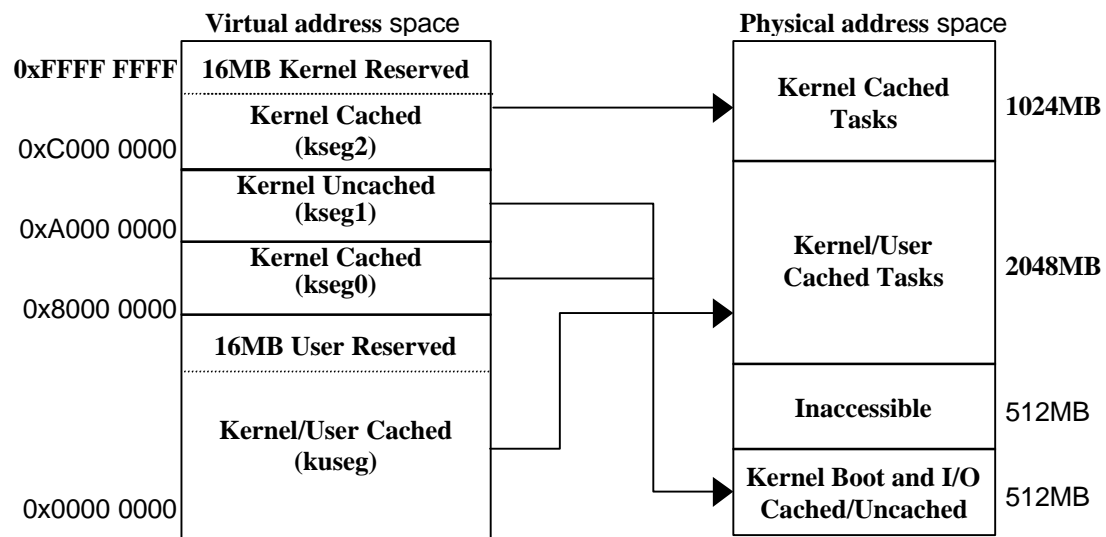 Virtual address space
0xFFFF FFFF
16MB Kernel Reserved
Kernel Cached
(kseg2)
0xC000 0000
Kernel Uncached
(kseg1)
0xA000 0000
Kernel Cached
(kseg0)
0x8000 0000
16MB User Reserved
Kernel/User Cached
(kuseg)
0x0000 0000
Physical address space
Kernel Cached
Tasks
1024MB
Kernel/User
Cached Tasks
2048MB
Inaccessible
512MB
Kernel Boot and I/O
Cached/Uncached
512MB